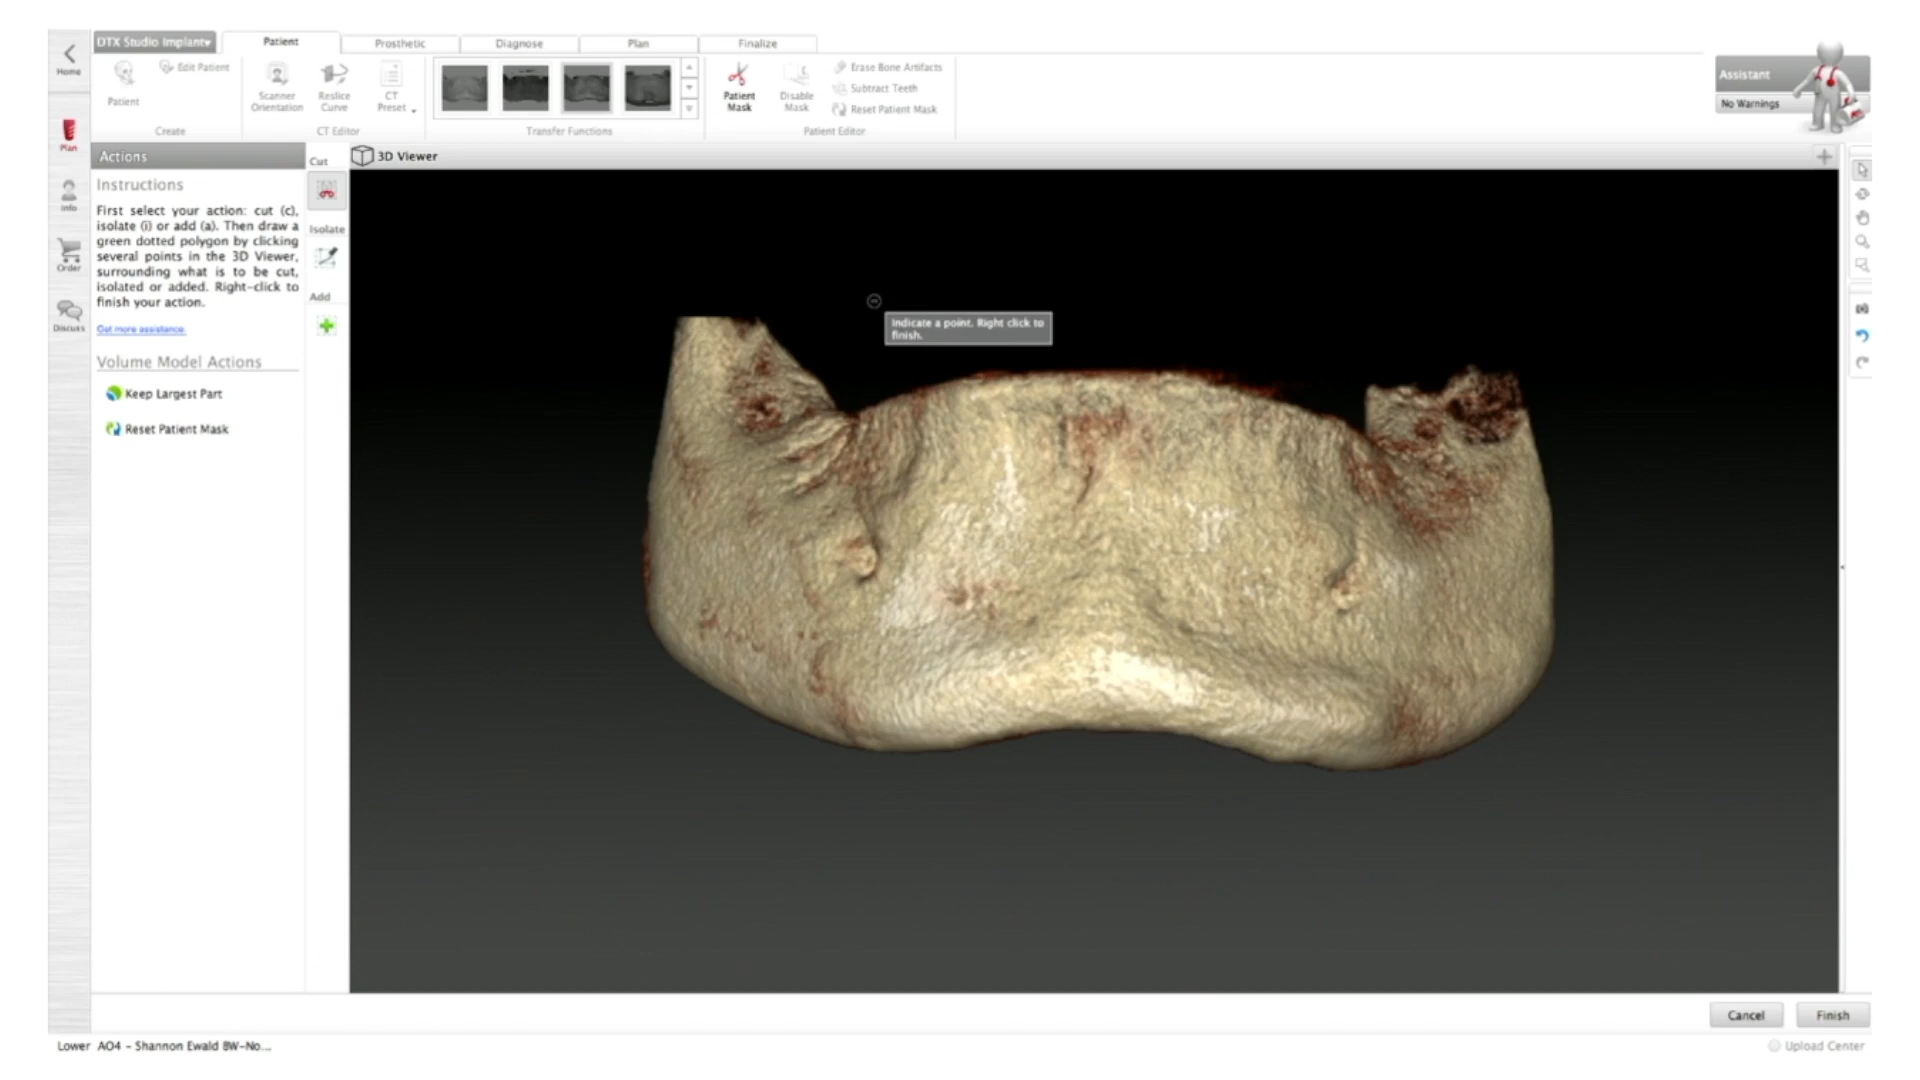 DTX Studio Implant
Patient
Prosthetic
Diagnose
Plan
Finalize
Home
Edit Patient
Patient
Create
Scanner
Orientation
Reslice
Curve
CT
Preset
CT Editor
Transfer Functions
Patient
Mask
Disable
Mask
Erase Bone Artifacts
Subtract Teeth
Reset Patient Mask
Patient Editor
Assistant
No Warnings
Plan
Info
Order
Discuss
Actions
Instructions
First select your action: cut (c),
isolate (i) or add (a). Then draw a
green dotted polygon by clicking
several points in the 3D Viewer,
surrounding what is to be cut,
isolated or added. Right-click to
finish your action.
Get more assistance.
Volume Model Actions
Keep Largest Part
Reset Patient Mask
Cut
Isolate
Add
3D Viewer
Indicate a point. Right click to
finish.
Cancel
Finish
Lower AO4 - Shannon Ewald BW-No...
Upload Center